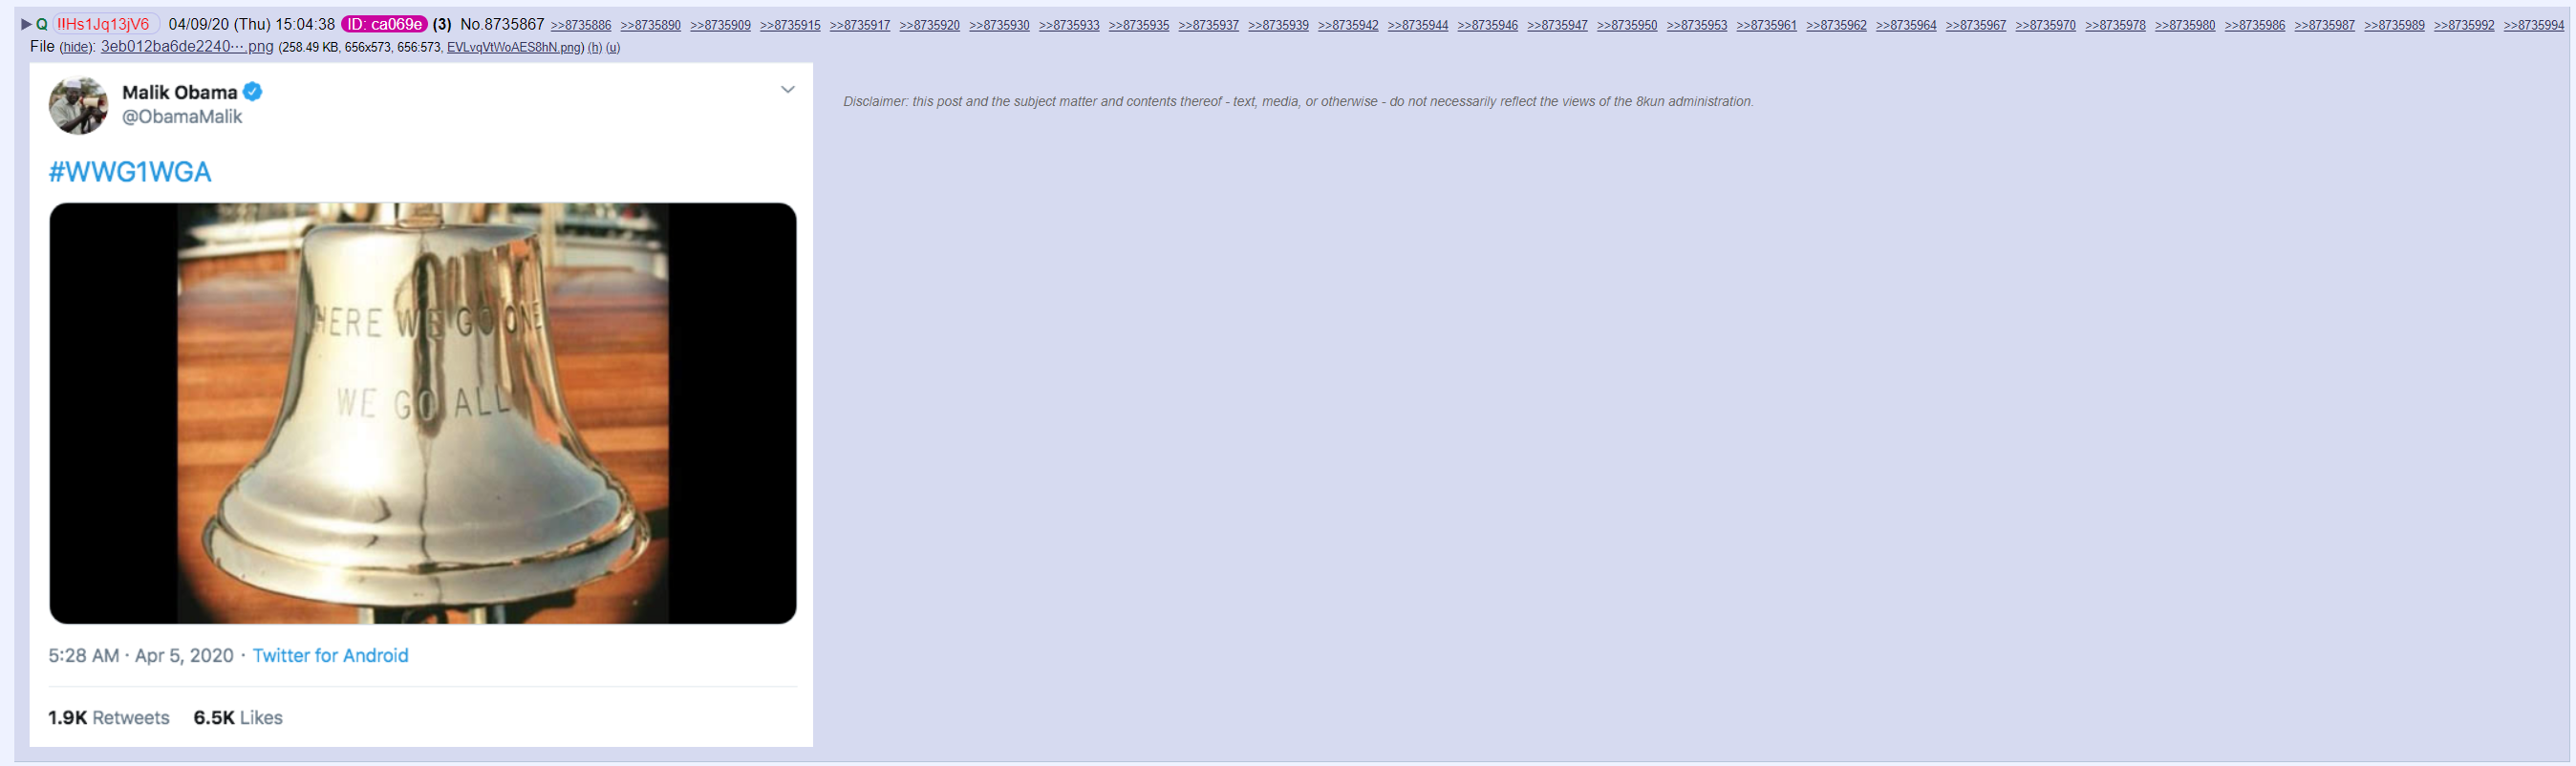 ▶Q !!Hs1Jq13jV6 04/09/20 (Thu) 15:04:38 ID: ca069e (3) No.8735867 >>8735886 >>8735890 >>8735909 >>8735915 >>8735917 >>8735920 >>8735930 >>8735933 >>8735935 >>8735937 >>8735939 >>8735942 >>8735944 >>8735946 >>8735947 >>8735950 >>8735953 >>8735961 >>8735962 >>8735964 >>8735967 >>8735970 >>8735978 >>8735980 >>8735986 >>8735987 >>8735989 >>8735992 >>8735994
File (hide): 3eb012ba6de2240⋯.png (258.49 KB, 656x573, 656:573, EVLvqVtWoAES8hN.png) (h) (u)
Malik Obama
@ObamaMalik
Disclaimer: this post and the subject matter and contents thereof - text, media, or otherwise - do not necessarily reflect the views of the 8kun administration.
#WWG1WGA
HERE WE GO ONE
WE GO ALL
5:28 AM · Apr 5, 2020 · Twitter for Android
1.9K Retweets 6.5K Likes